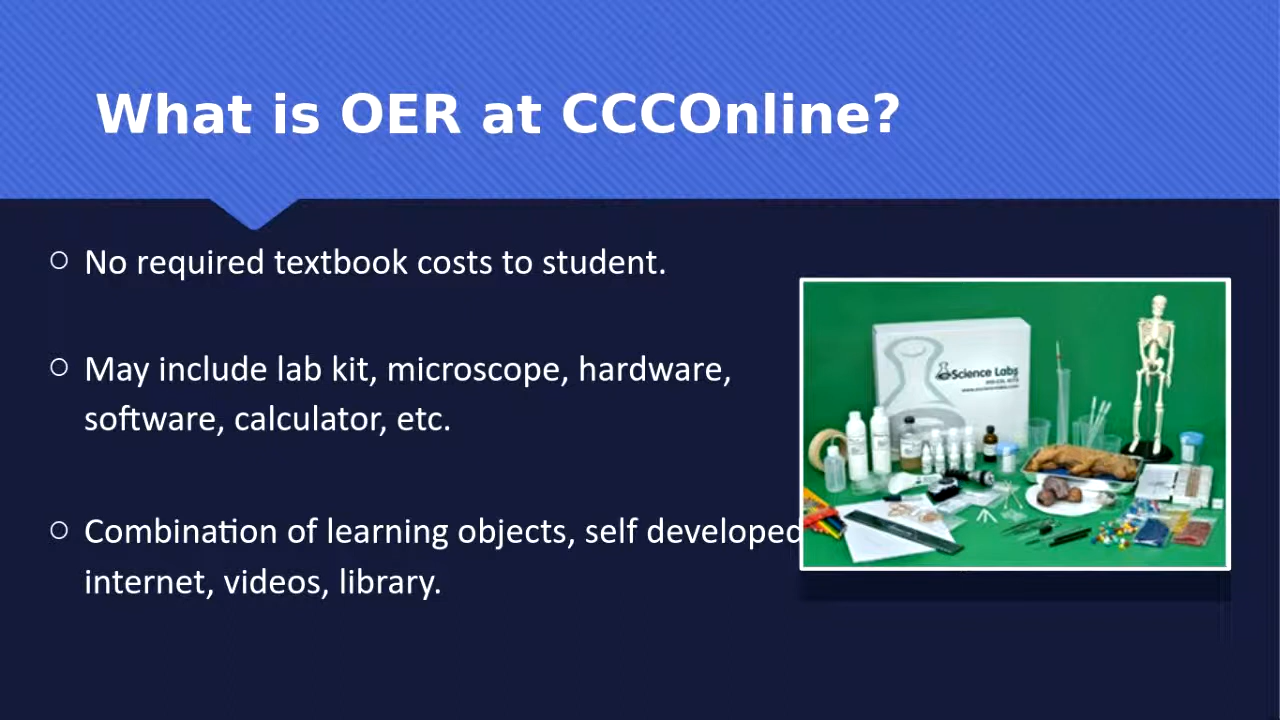 What is OER at CCCOnline?
No required textbook costs to student.
May include lab kit, microscope, hardware,
software, calculator, etc.
Combination of learning objects, self developed
internet, videos, library.
eScience Labs